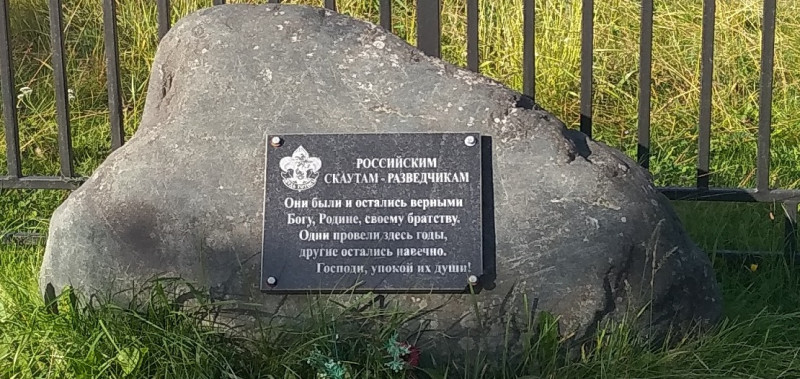 РОССИЙСКИМ
СКАУТАМ - РАЗВЕДЧИКАМ
Они были и остались верными
Богу, Родине, своему братству.
Одни провели здесь годы,
другие остались навечно.
Господи, упокой их души!